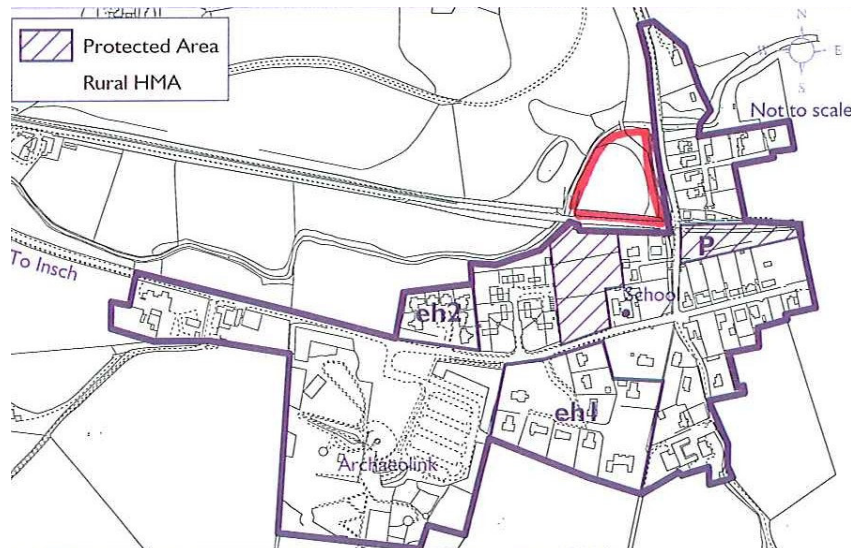 Protected Area
Rural HMA
N
W
E
S
Not to scale
To Insch
P
School
eh2
eh1
Archaeolink